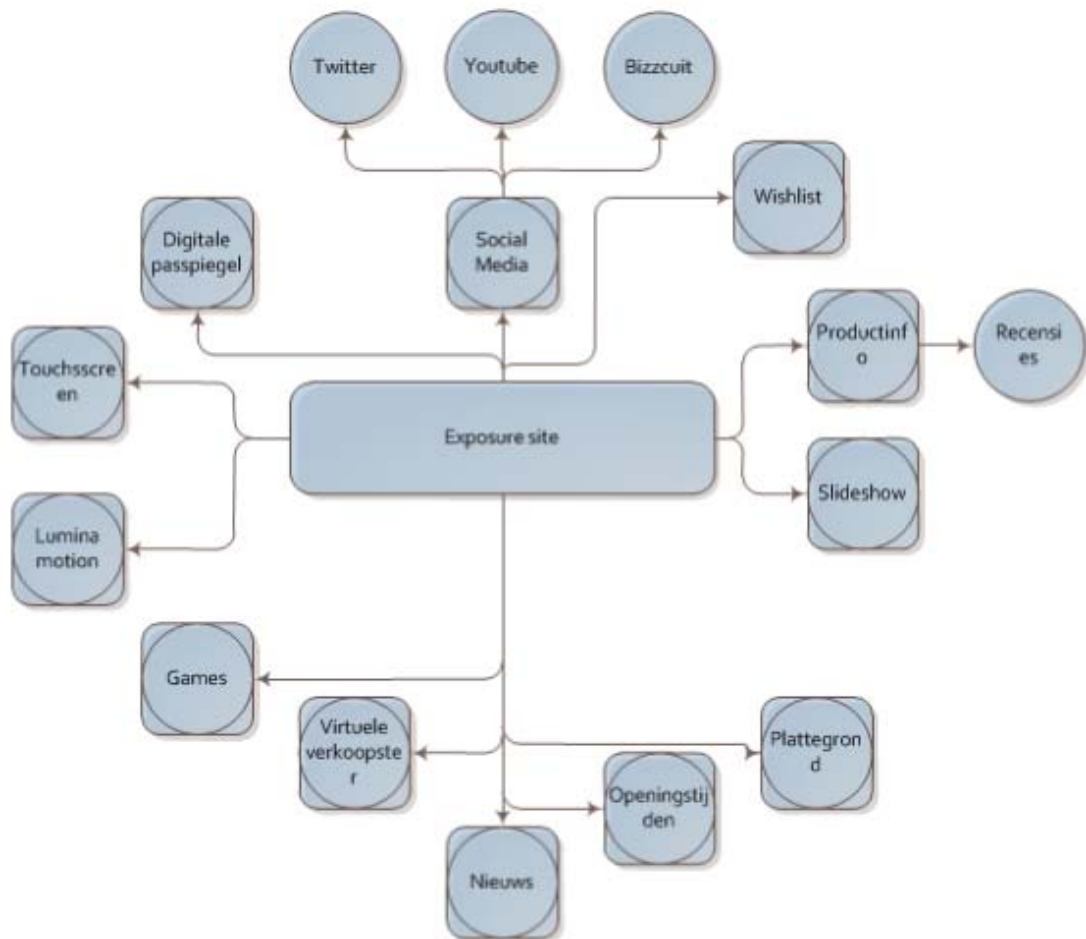 Twitter
Youtube
Bizzcuit
Wishlist
Digitale
passpiegel
Social
Media
Productinf
o
Recensi
es
Touchsscre
en
Exposure site
Slideshow
Lumina
motion
Games
Virtuele
verkoopste
r
Plattegron
d
Openingstij
den
Nieuws